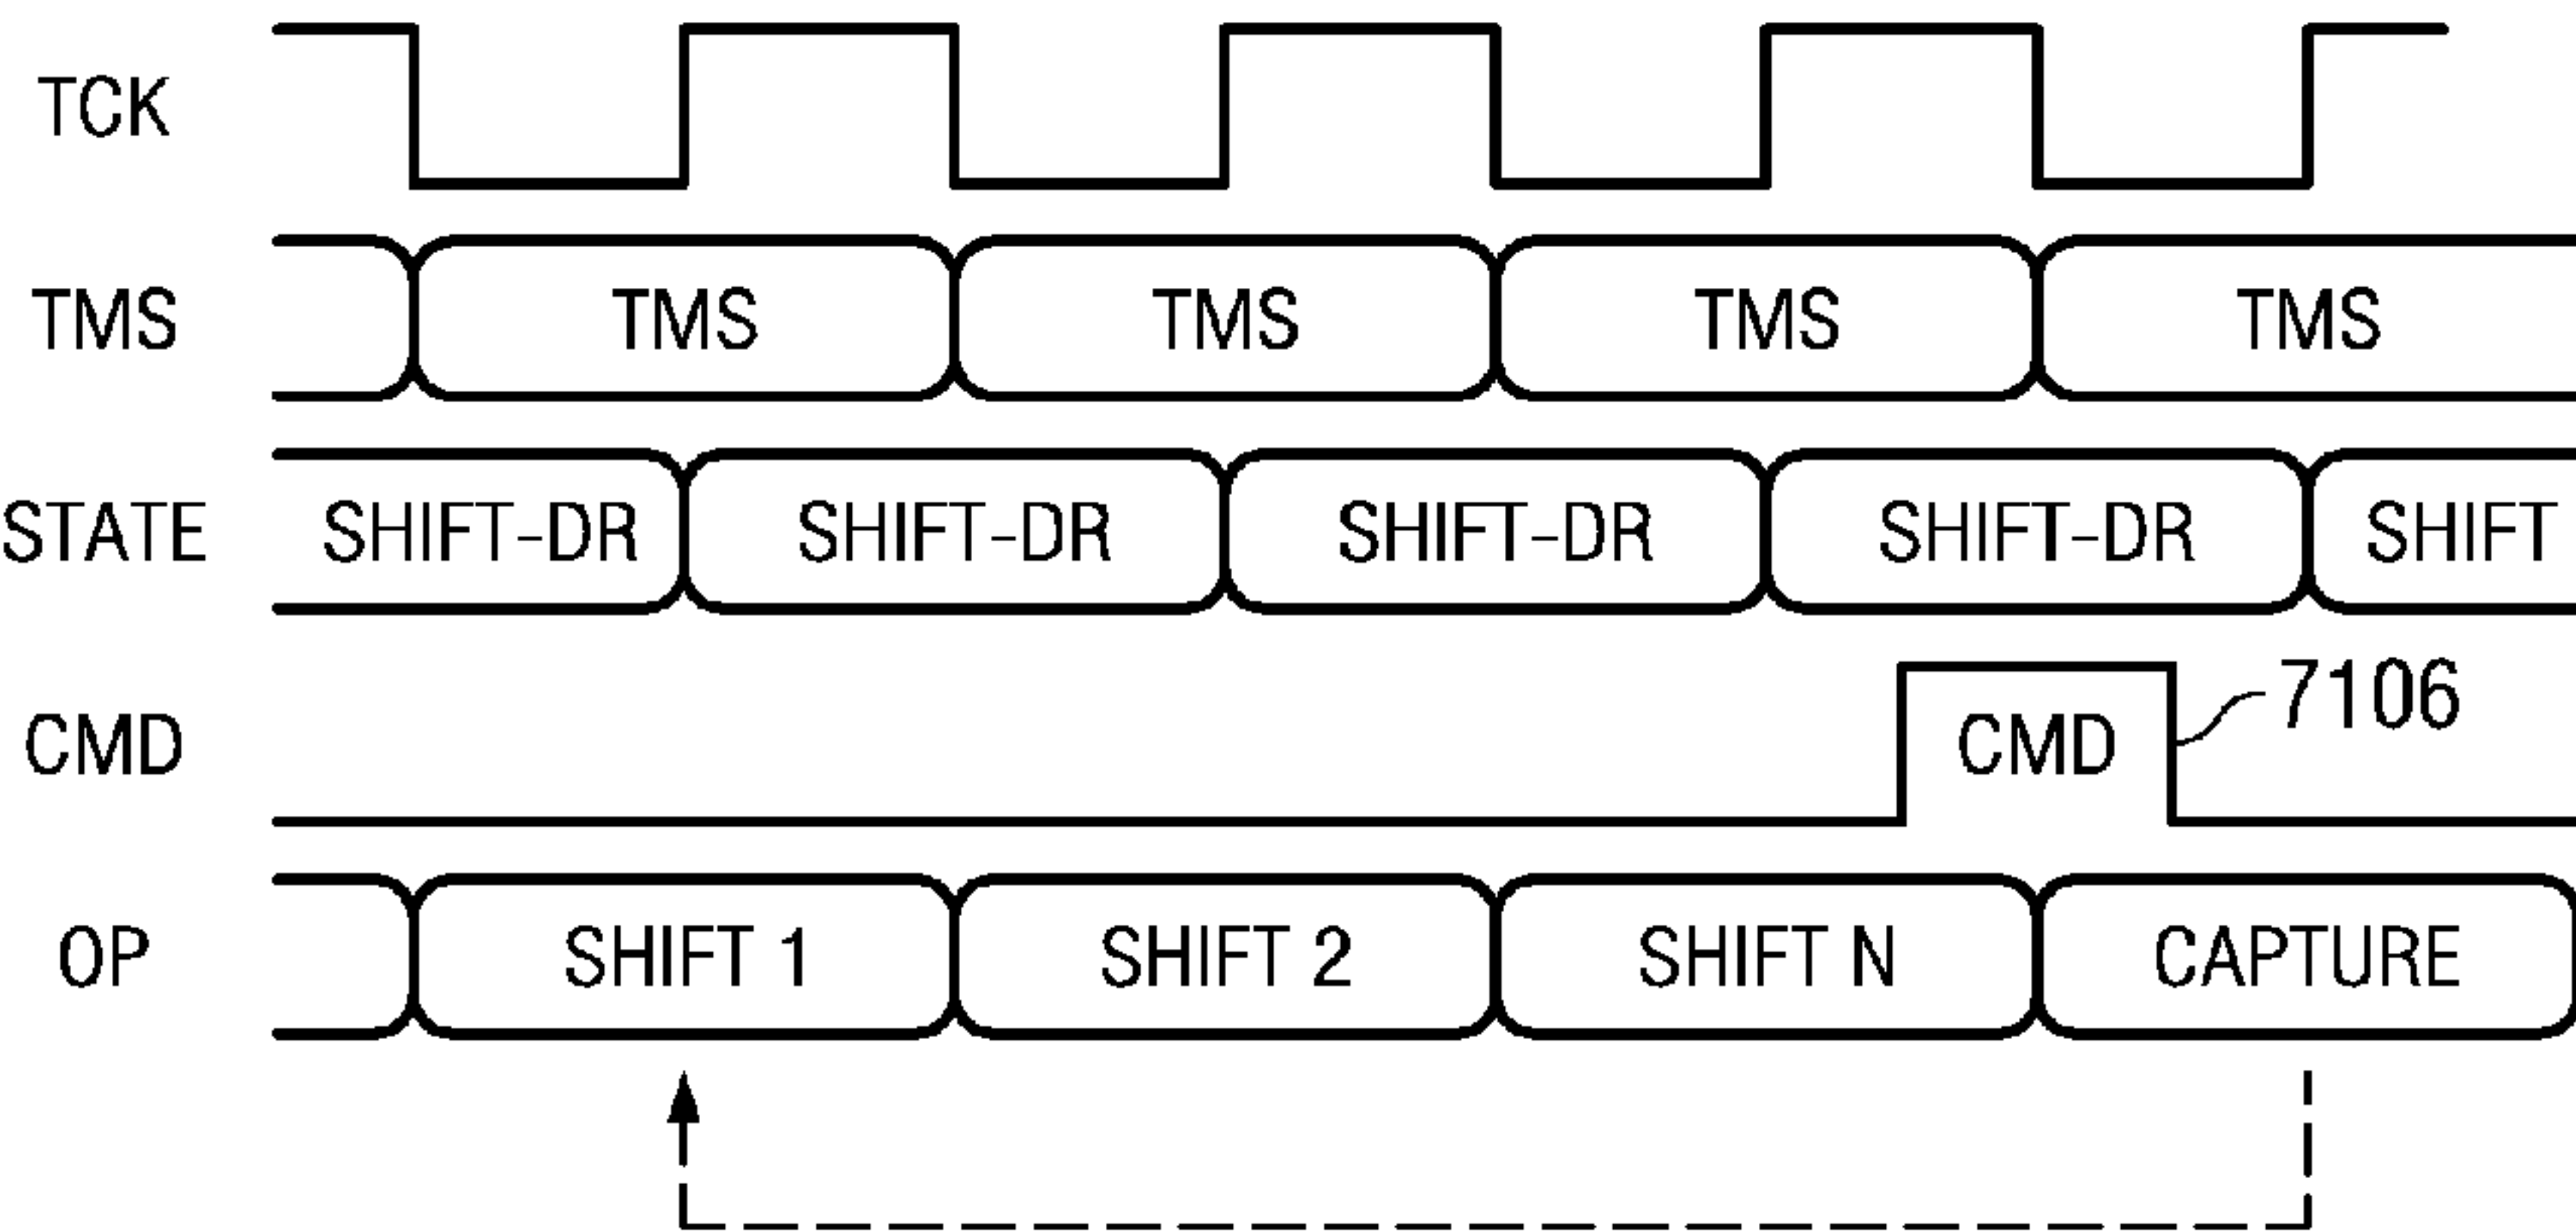 TCK
TMS TMS TMS TMS TMS
STATE SHIFT-DR SHIFT-DR SHIFT-DR SHIFT-DR SHIFT
CMD CMD 7106
OP SHIFT 1 SHIFT 2 SHIFT N CAPTURE